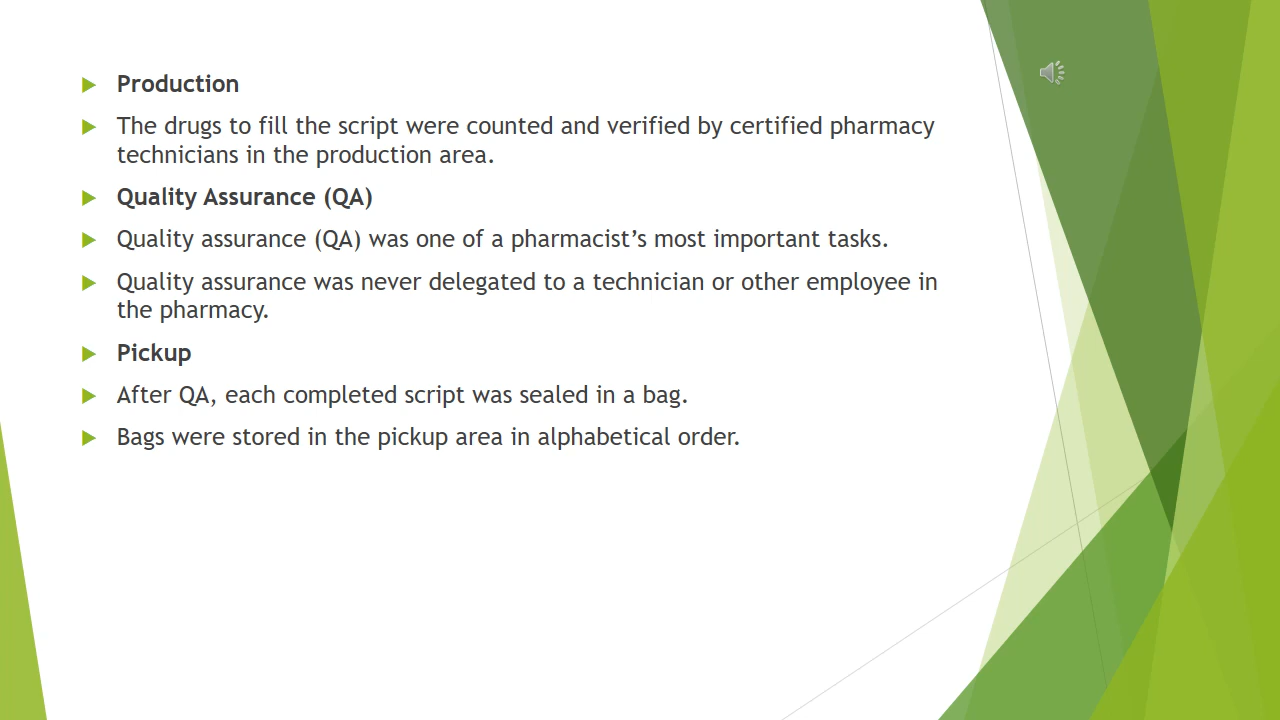 Production
The drugs to fill the script were counted and verified by certified pharmacy
technicians in the production area.
Quality Assurance (QA)
Quality assurance (QA) was one of a pharmacist’s most important tasks.
Quality assurance was never delegated to a technician or other employee in
the pharmacy.
Pickup
After QA, each completed script was sealed in a bag.
Bags were stored in the pickup area in alphabetical order.